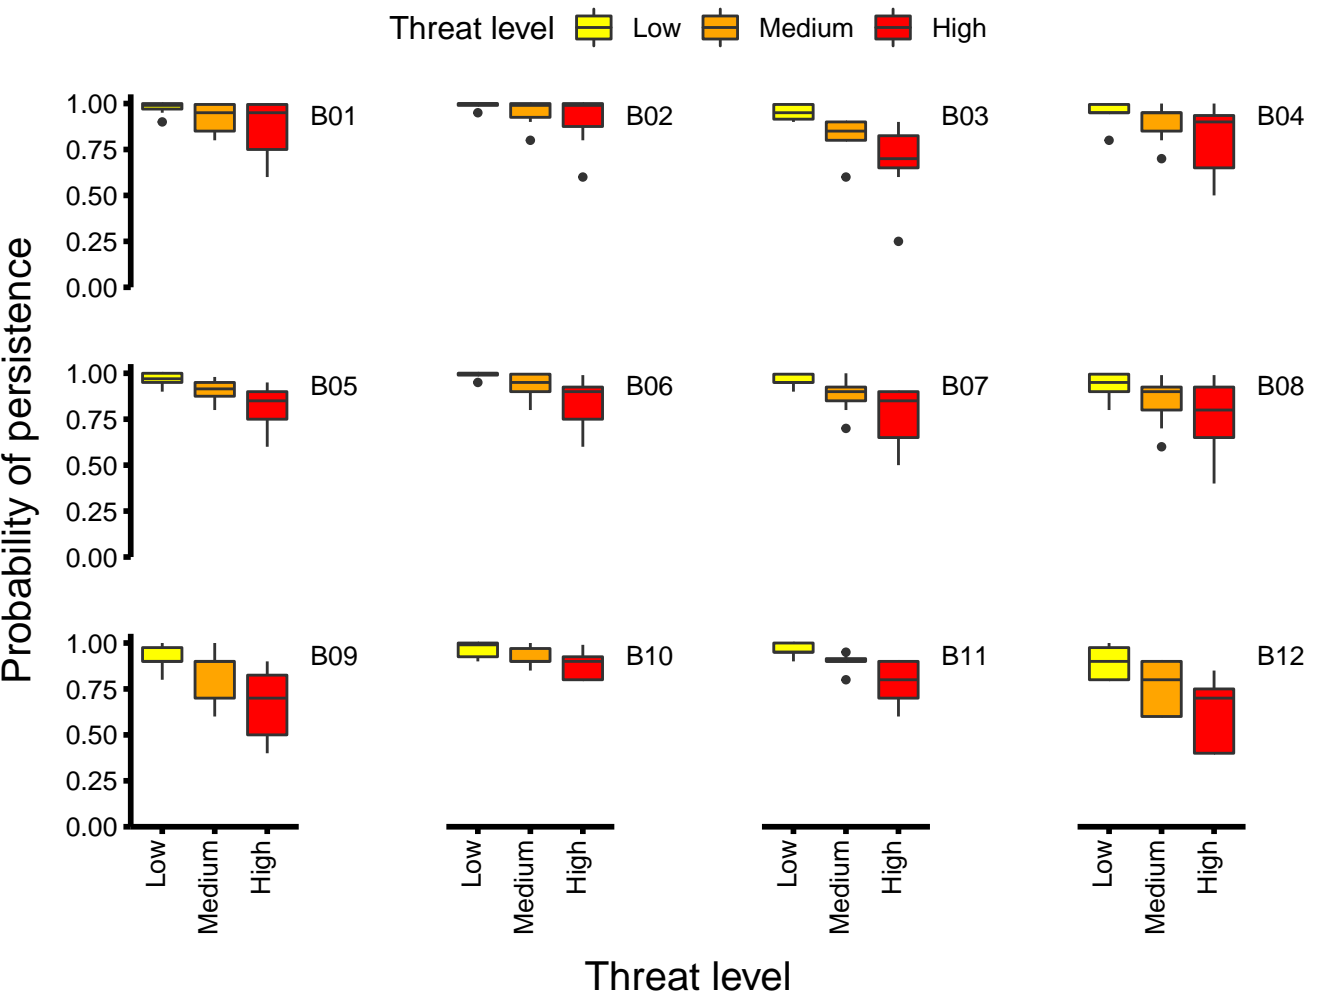 Threat level Low Medium High
Probability of persistence
1.00
0.75
0.50
0.25
0.00
B01
B02
B03
B04
1.00
0.75
0.50
0.25
0.00
B05
B06
B07
B08
1.00
0.75
0.50
0.25
0.00
B09
B10
B11
B12
Low
Medium
High
Low
Medium
High
Low
Medium
High
Low
Medium
High
Threat level